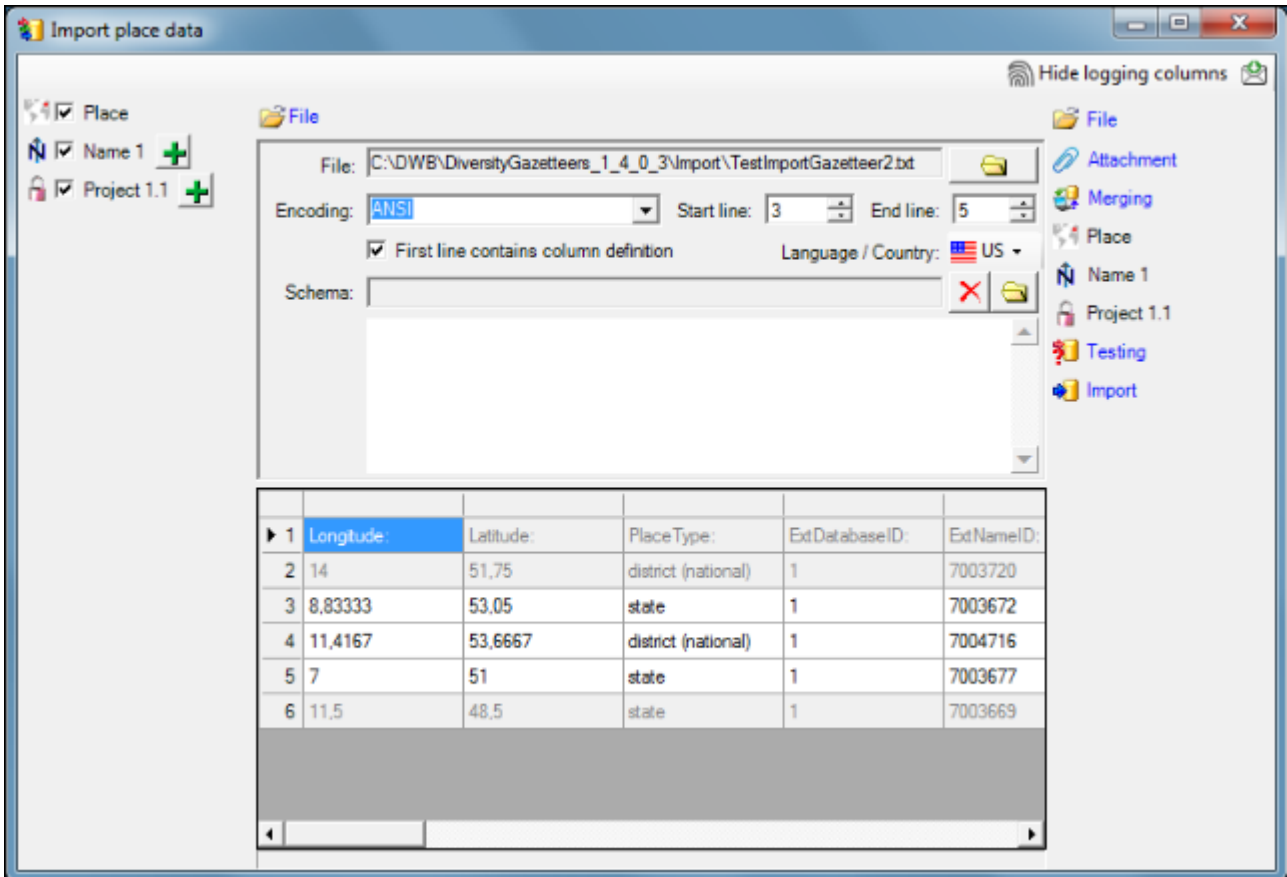 Import place data
Hide logging columns
Place
Name 1
Project 1.1
File
File: C:\DWB\DiversityGazetteers_1_4_0_3\Import\TestImportGazetteer2.txt
Encoding: ANSI Start line: 3 End line: 5
First line contains column definition Language / Country: US
Schema:
File
Attachment
Merging
Place
Name 1
Project 1.1
Testing
Import
1 Longitude: Latitude: PlaceType: ExtDatabaseID: ExtNameID:
2 14 51,75 district (national) 1 7003720
3 8,83333 53,05 state 1 7003672
4 11,4167 53,6667 district (national) 1 7004716
5 7 51 state 1 7003677
6 11,5 48,5 state 1 7003669